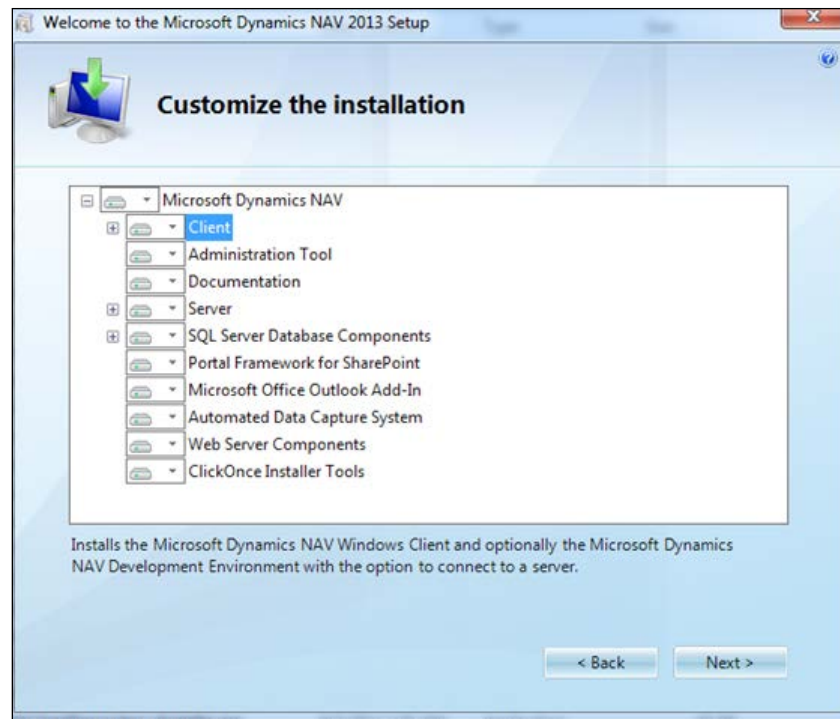 Welcome to the Microsoft Dynamics NAV 2013 Setup
Customize the installation
Microsoft Dynamics NAV
Client
Administration Tool
Documentation
Server
SQL Server Database Components
Portal Framework for SharePoint
Microsoft Office Outlook Add-In
Automated Data Capture System
Web Server Components
ClickOnce Installer Tools
Installs the Microsoft Dynamics NAV Windows Client and optionally the Microsoft Dynamics
NAV Development Environment with the option to connect to a server.
< Back
Next >